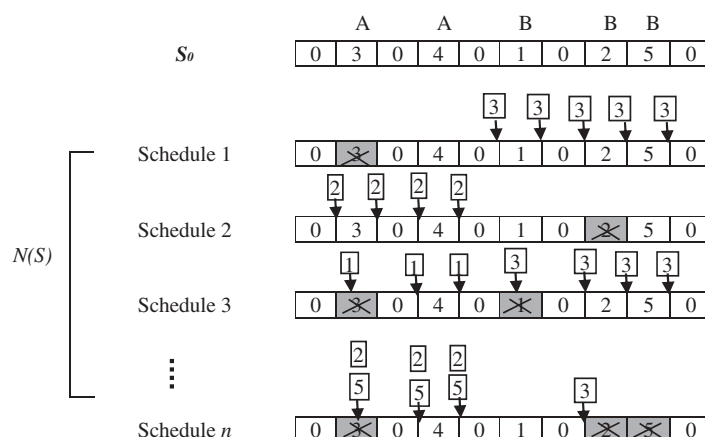 A A B B B
S₀ 0 3 0 4 0 1 0 2 5 0
3 3 3 3 3
Schedule 1 0 3 0 4 0 1 0 2 5 0
2 2 2 2
Schedule 2 0 3 0 4 0 1 0 2 5 0
N(S)
1 1 1 3 3 3 3
Schedule 3 0 3 0 4 0 1 0 2 5 0
2 2 2
5 5 5 3
Schedule n 0 3 0 4 0 1 0 2 5 0